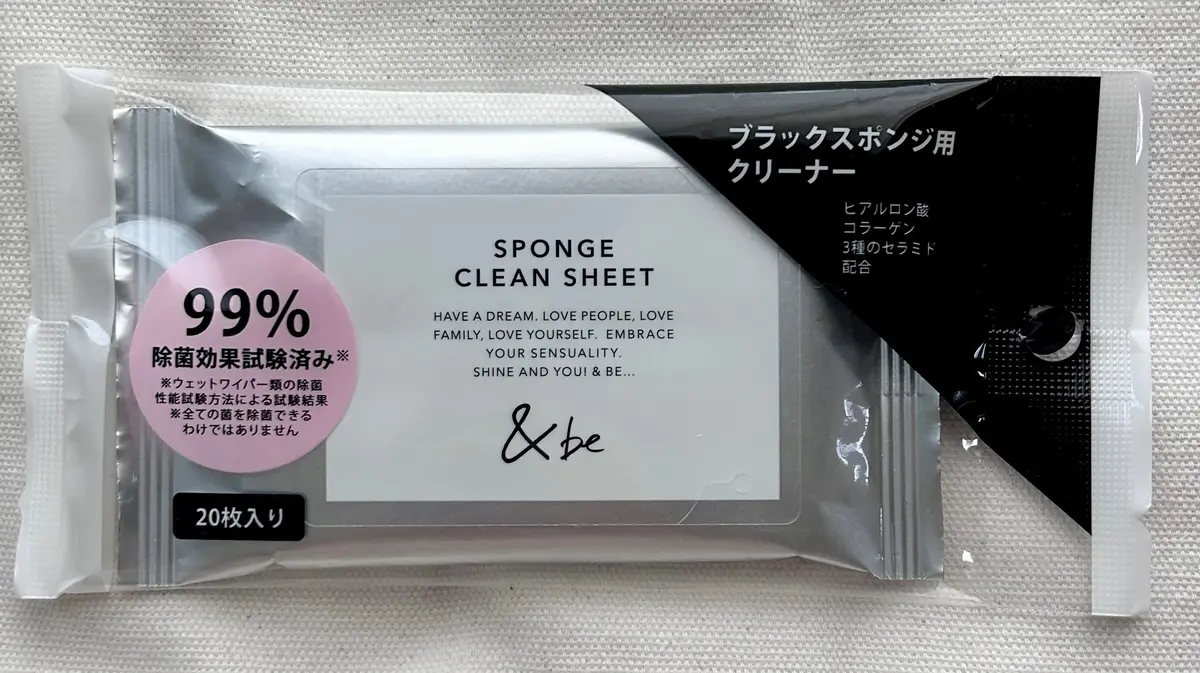 ブラックスポンジ用
クリーナー
ヒアルロン酸
コラーゲン
3種のセラミド
配合
SPONGE
CLEAN SHEET
HAVE A DREAM. LOVE PEOPLE, LOVE
FAMILY, LOVE YOURSELF. EMBRACE
YOUR SENSUALITY.
SHINE AND YOU! & BE...
&be
99%
除菌効果試験済み※
※ウェットワイパー類の除菌
性能試験方法による試験結果
※全ての菌を除菌できる
わけではありません
20枚入り